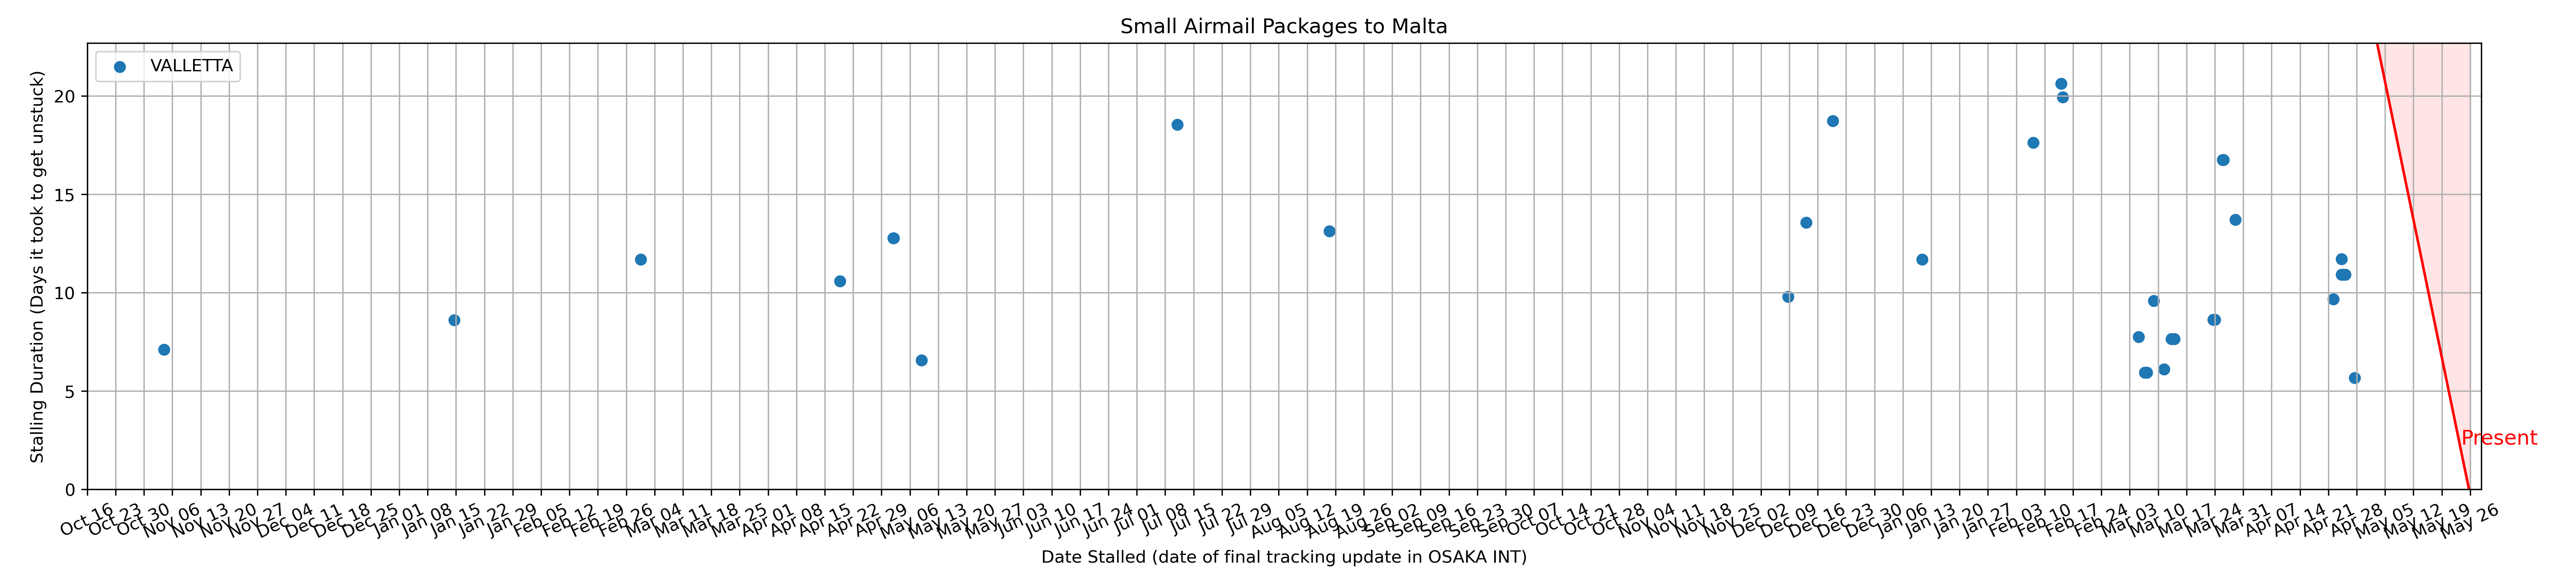 Small Airmail Packages to Malta
VALLETTA
Stalling Duration (Days it took to get unstuck)
20
15
10
5
0
Present
Oct 16 Oct 23 Oct 30 Nov 06 Nov 13 Nov 20 Nov 27 Dec 04 Dec 11 Dec 18 Dec 25 Jan 01 Jan 08 Jan 15 Jan 22 Jan 29 Feb 05 Feb 12 Feb 19 Feb 26 Mar 04 Mar 11 Mar 18 Mar 25 Apr 01 Apr 08 Apr 15 Apr 22 Apr 29 May 06 May 13 May 20 May 27 Jun 03 Jun 10 Jun 17 Jun 24 Jul 01 Jul 08 Jul 15 Jul 22 Jul 29 Aug 05 Aug 12 Aug 19 Aug 26 Sep 02 Sep 09 Sep 16 Sep 23 Sep 30 Oct 07 Oct 14 Oct 21 Oct 28 Nov 04 Nov 11 Nov 18 Nov 25 Dec 02 Dec 09 Dec 16 Dec 23 Dec 30 Jan 06 Jan 13 Jan 20 Jan 27 Feb 03 Feb 10 Feb 17 Feb 24 Mar 03 Mar 10 Mar 17 Mar 24 Mar 31 Apr 07 Apr 14 Apr 21 Apr 28 May 05 May 12 May 19 May 26
Date Stalled (date of final tracking update in OSAKA INT)